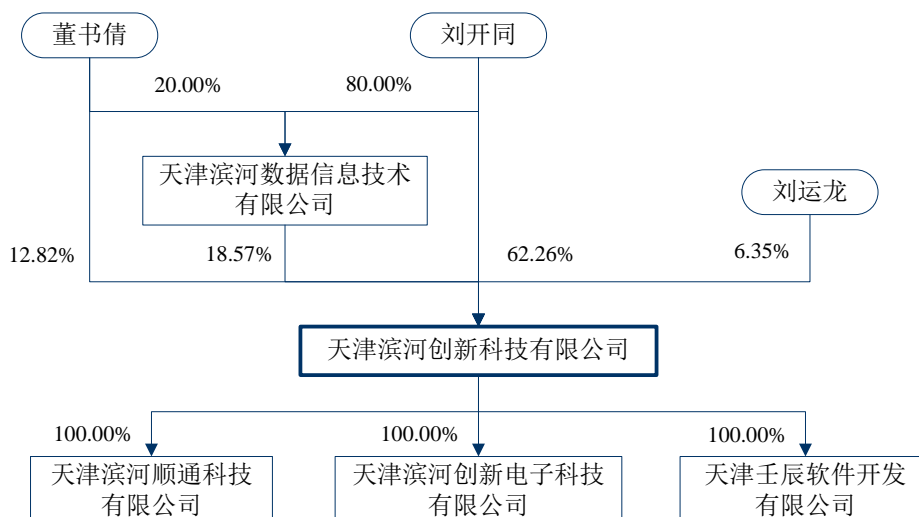 董书倩
刘开同
20.00%
80.00%
天津滨河数据信息技术
有限公司
刘运龙
12.82%
18.57%
62.26%
6.35%
天津滨河创新科技有限公司
100.00%
100.00%
100.00%
天津滨河顺通科技
有限公司
天津滨河创新电子科技
有限公司
天津壬辰软件开发
有限公司